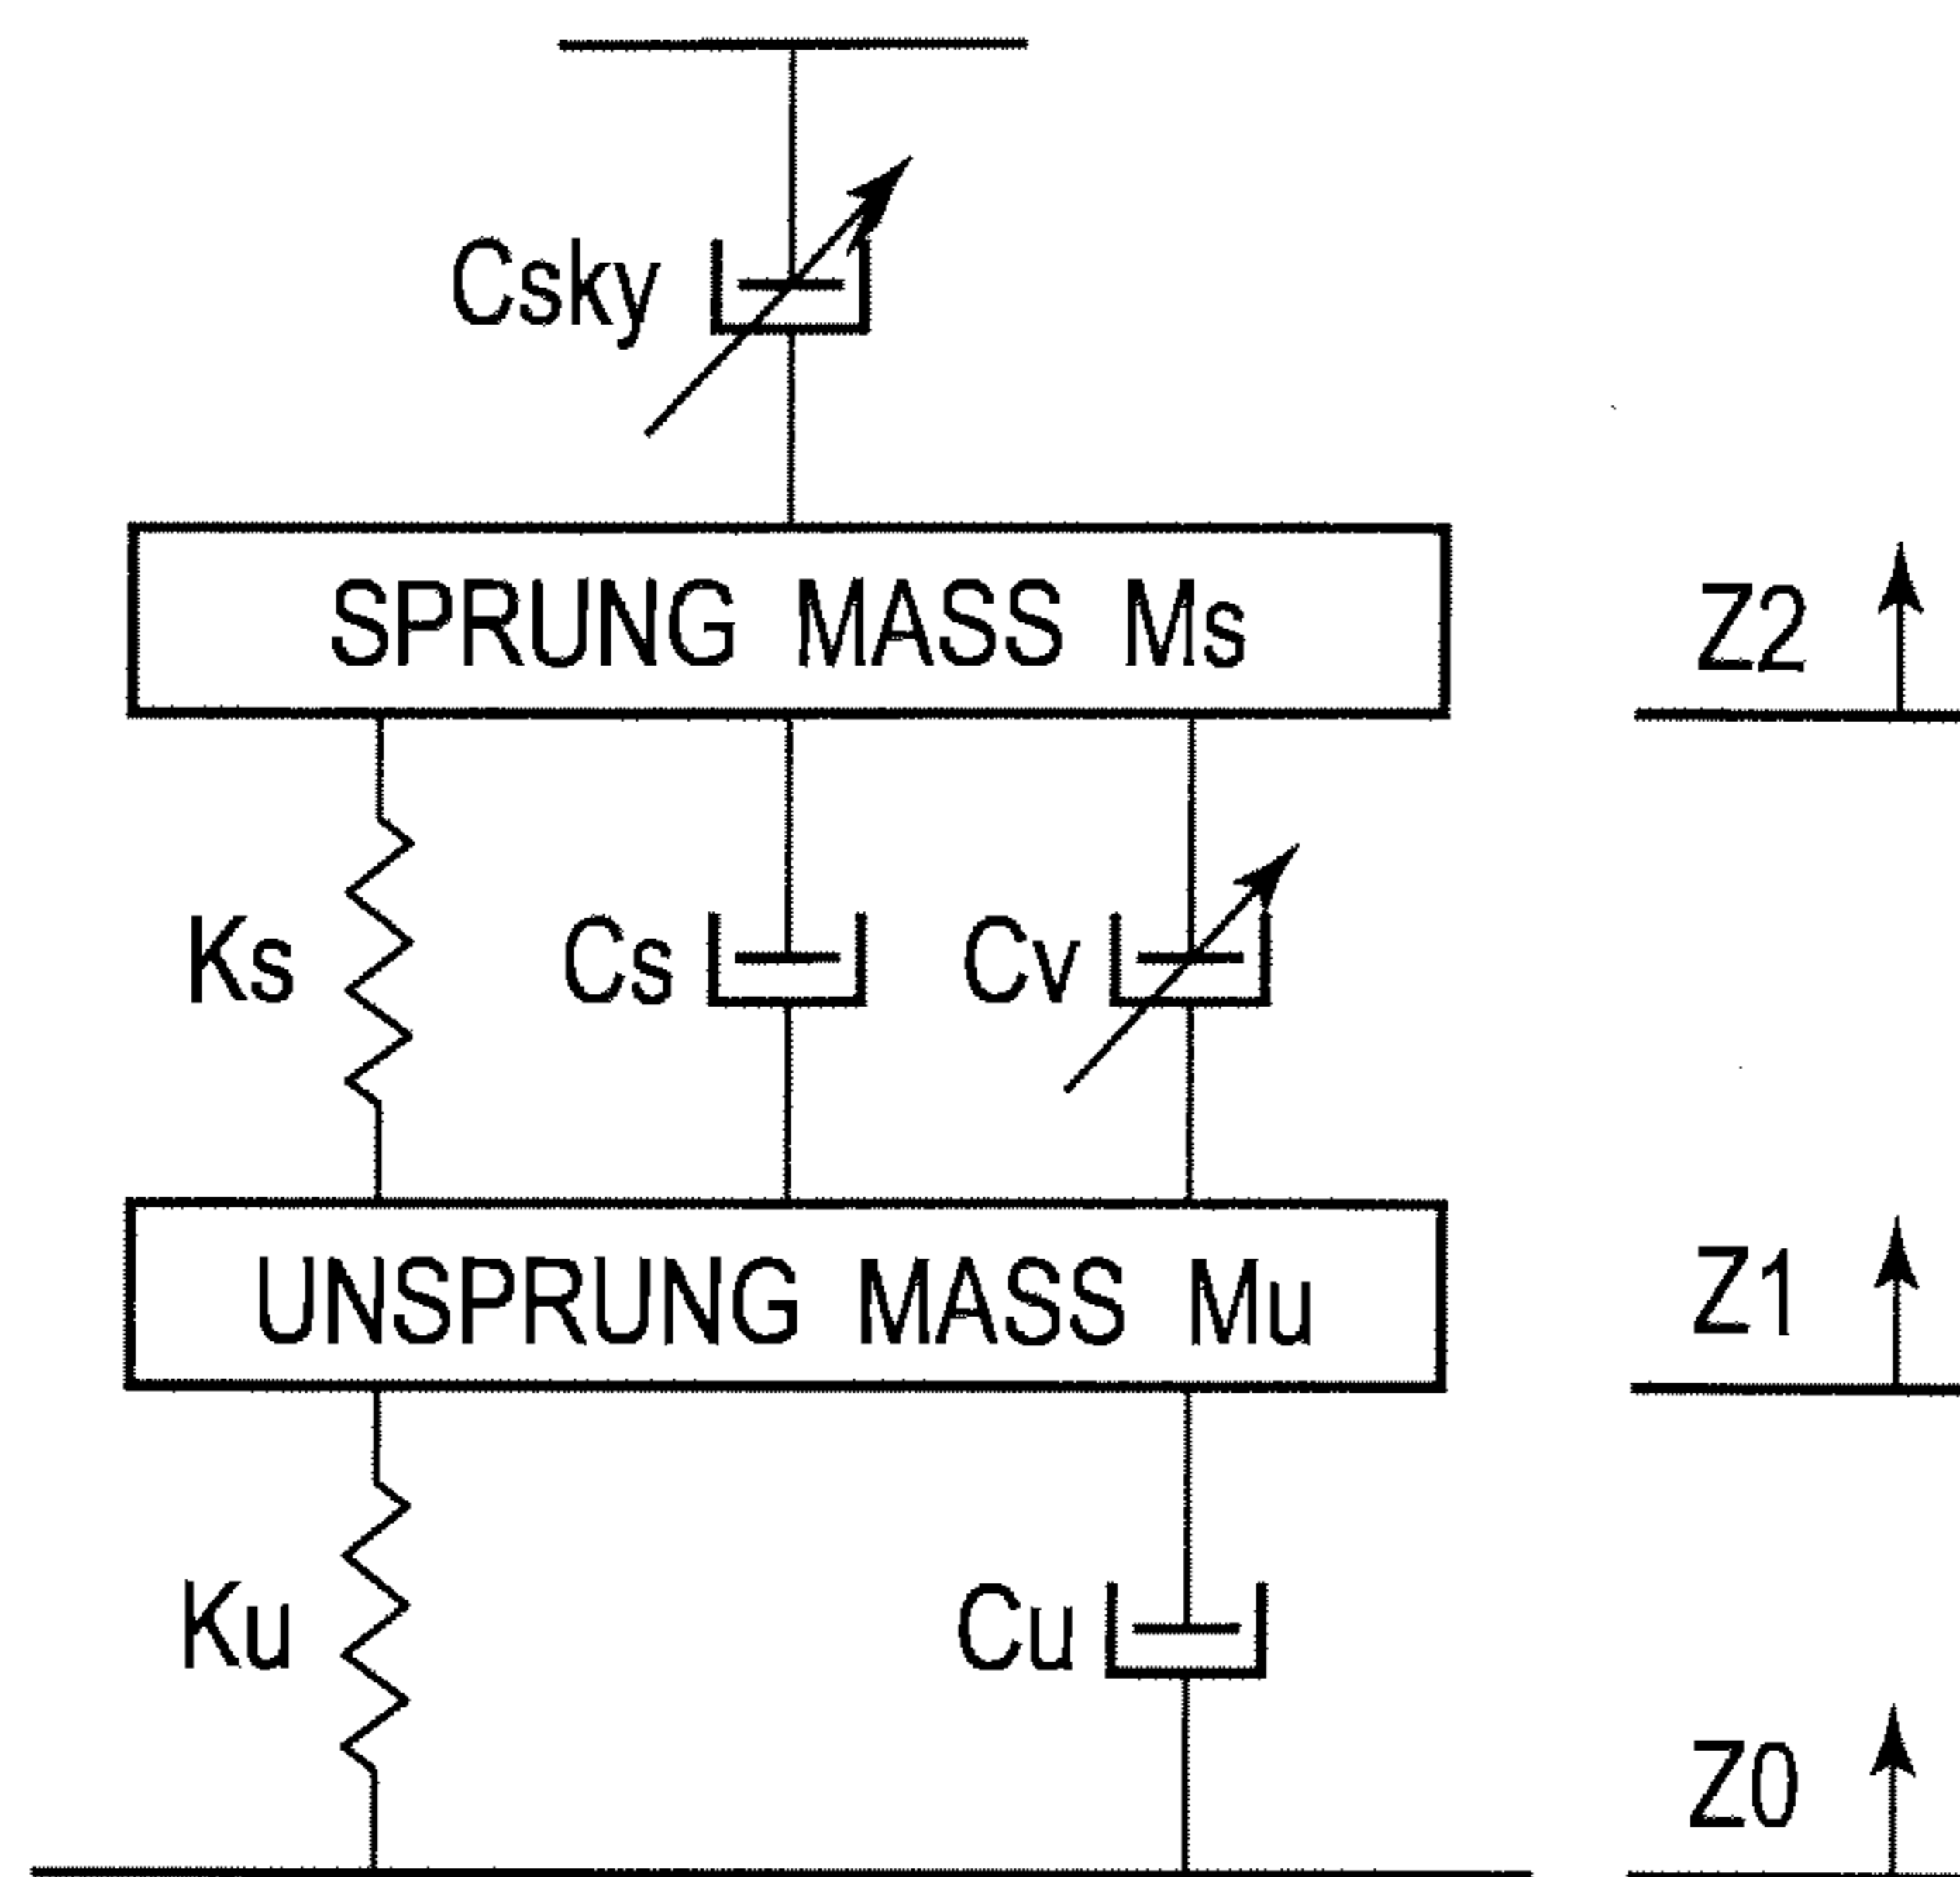 Csky
SPRUNG MASS Ms
Z2
Ks
Cs
Cv
UNSPRUNG MASS Mu
Z1
Ku
Cu
Z0